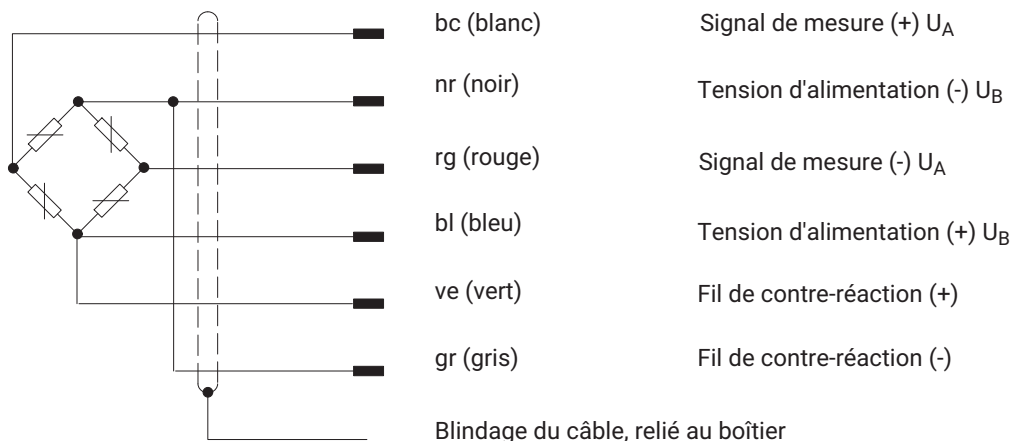 bc (blanc) Signal de mesure (+) UA
nr (noir) Tension d'alimentation (-) UB
rg (rouge) Signal de mesure (-) UA
bl (bleu) Tension d'alimentation (+) UB
ve (vert) Fil de contre-réaction (+)
gr (gris) Fil de contre-réaction (-)
Blindage du câble, relié au boîtier